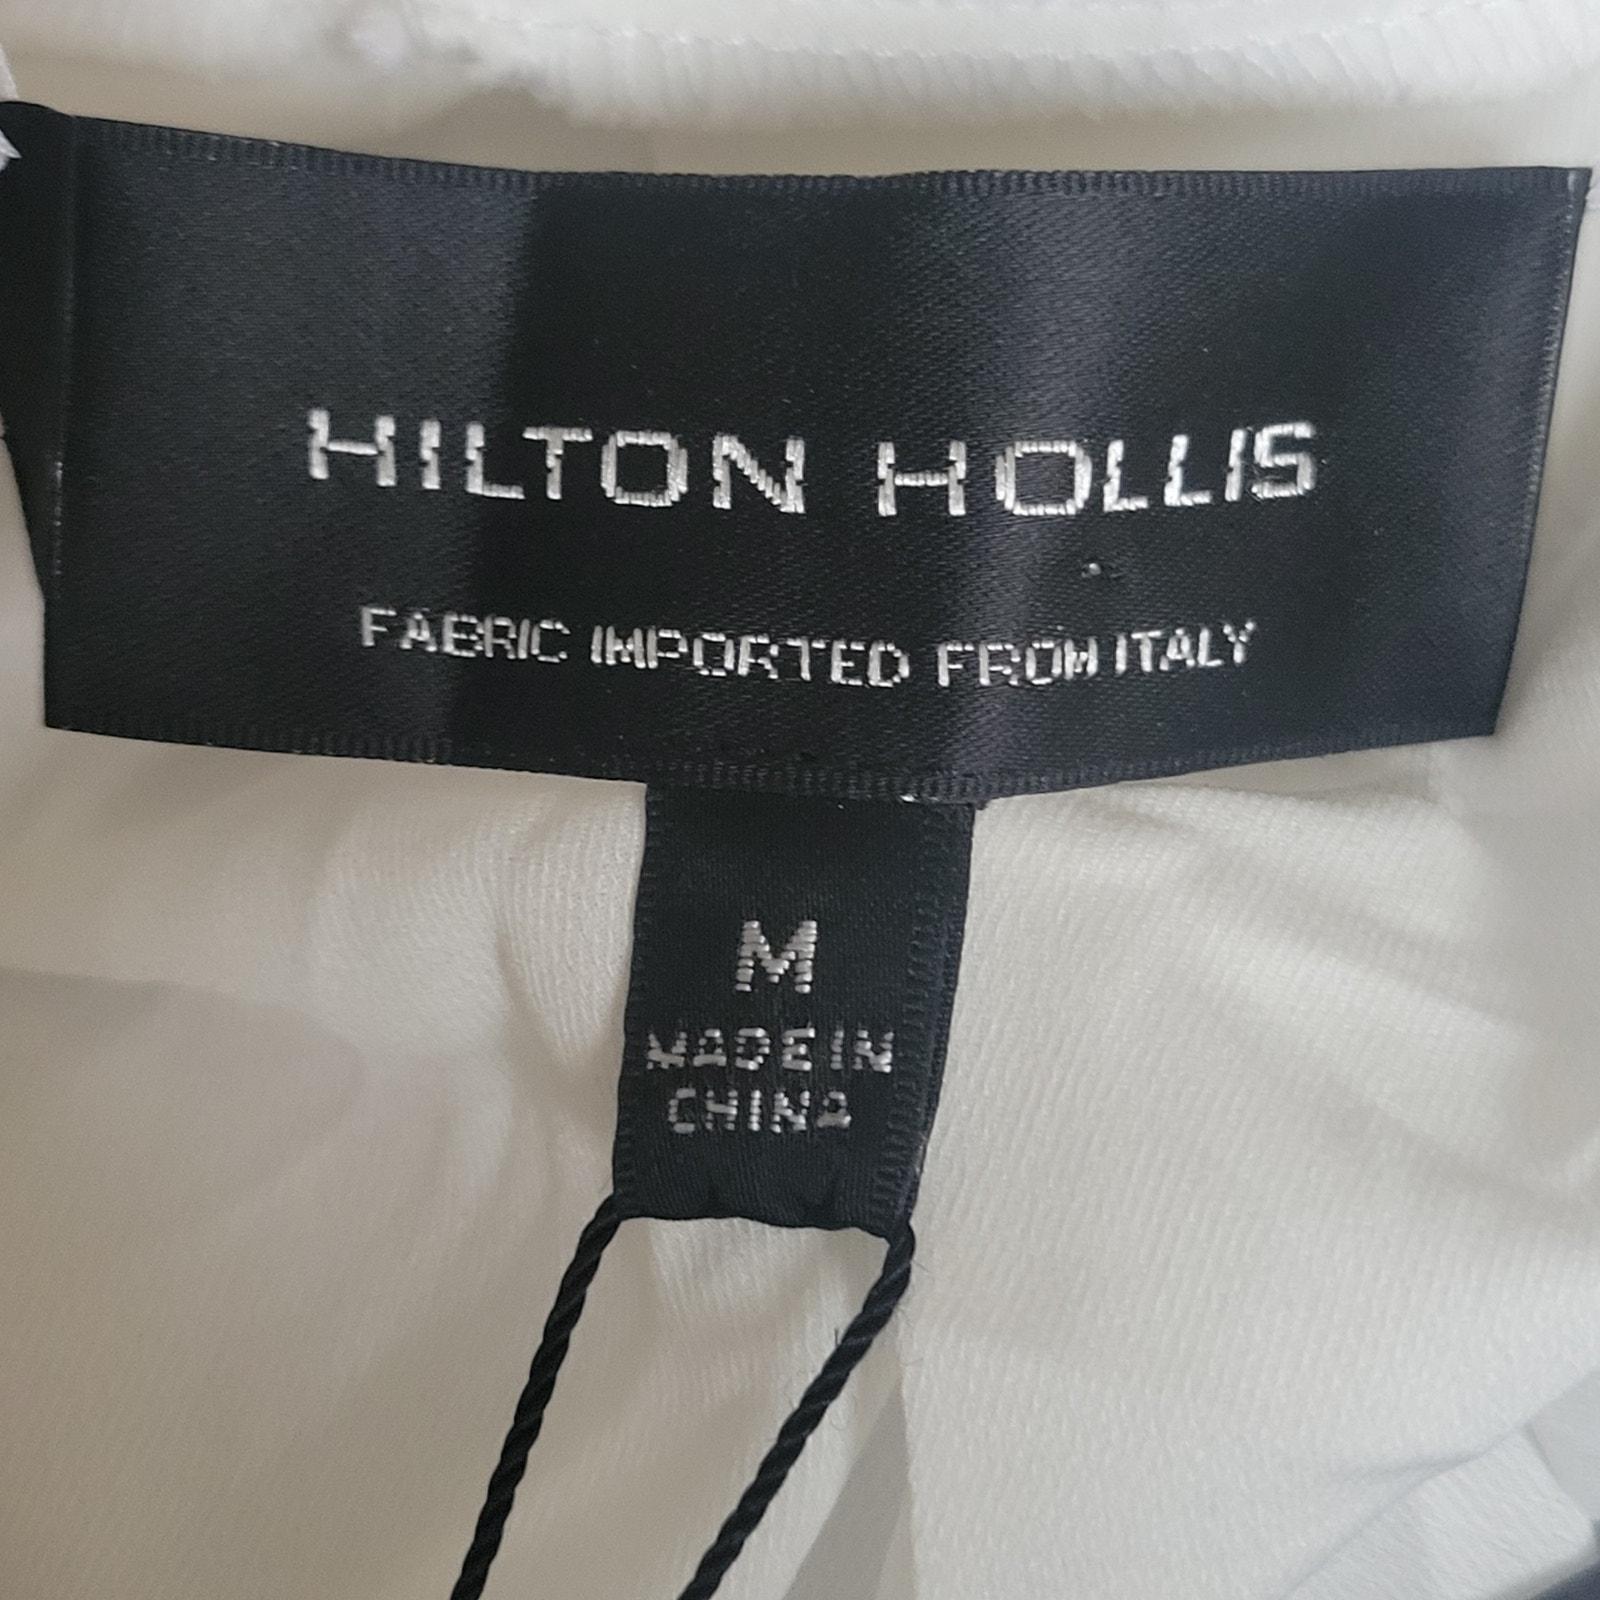 HILTON HOLLIS
FABRIC IMPORTED FROM ITALY
M
MADE IN
CHINA